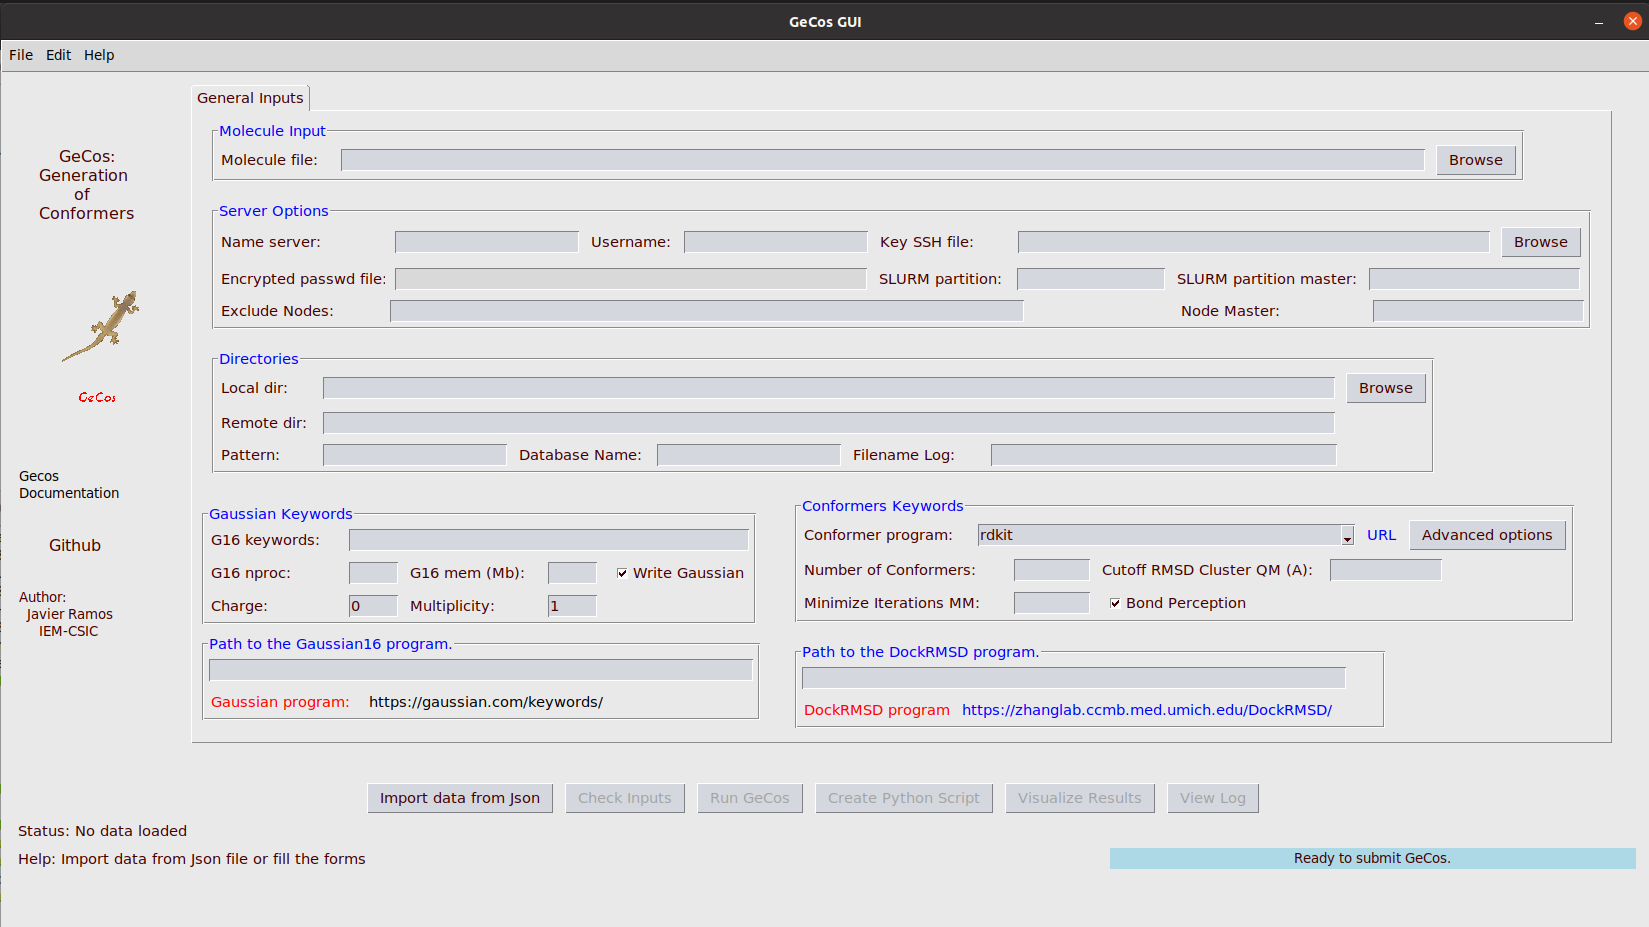 GeCos GUI
File Edit Help
General Inputs
GeCos:
Generation
of
Conformers
GeCos
Gecos
Documentation
Github
Author:
Javier Ramos
IEM-CSIC
Molecule Input
Molecule file: Browse
Server Options
Name server: Username: Key SSH file: Browse
Encrypted passwd file: SLURM partition: SLURM partition master:
Exclude Nodes: Node Master:
Directories
Local dir: Browse
Remote dir:
Pattern: Database Name: Filename Log:
Gaussian Keywords
G16 keywords:
G16 nproc: G16 mem (Mb): Write Gaussian
Charge: 0 Multiplicity: 1
Conformers Keywords
Conformer program: rdkit URL Advanced options
Number of Conformers: Cutoff RMSD Cluster QM (A):
Minimize Iterations MM: Bond Perception
Path to the Gaussian16 program.
Gaussian program: https://gaussian.com/keywords/
Path to the DockRMSD program.
DockRMSD program https://zhanglab.ccmb.med.umich.edu/DockRMSD/
Import data from Json Check Inputs Run GeCos Create Python Script Visualize Results View Log
Status: No data loaded
Help: Import data from Json file or fill the forms
Ready to submit GeCos.